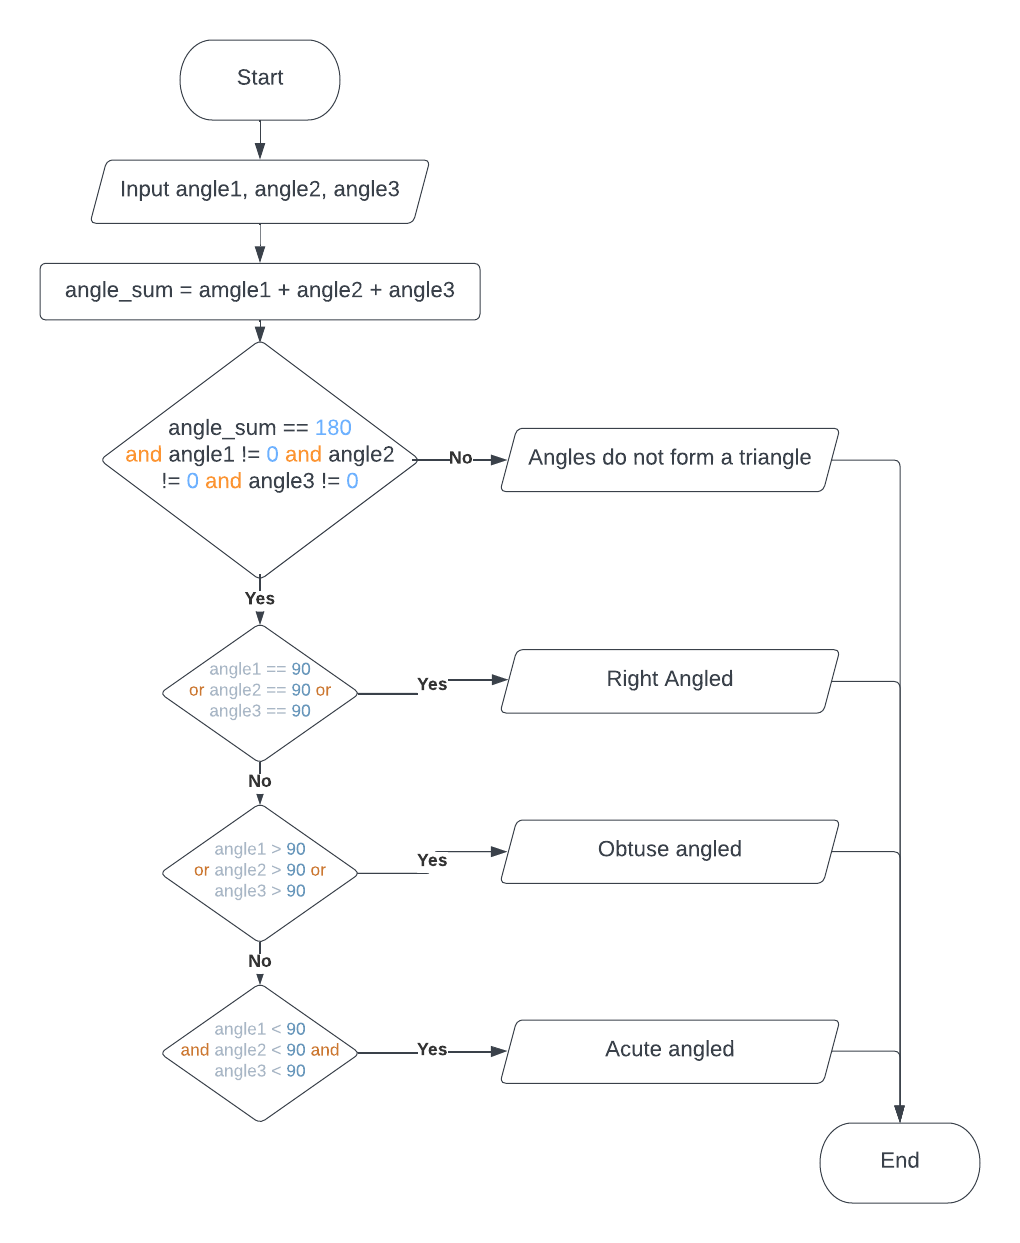 Start
Input angle1, angle2, angle3
angle_sum = amgle1 + angle2 + angle3
angle_sum == 180
and angle1 != 0 and angle2
!= 0 and angle3 != 0
No
Angles do not form a triangle
Yes
angle1 == 90
or angle2 == 90 or
angle3 == 90
Yes
Right Angled
No
angle1 > 90
or angle2 > 90 or
angle3 > 90
Yes
Obtuse angled
No
angle1 < 90
and angle2 < 90 and
angle3 < 90
Yes
Acute angled
End